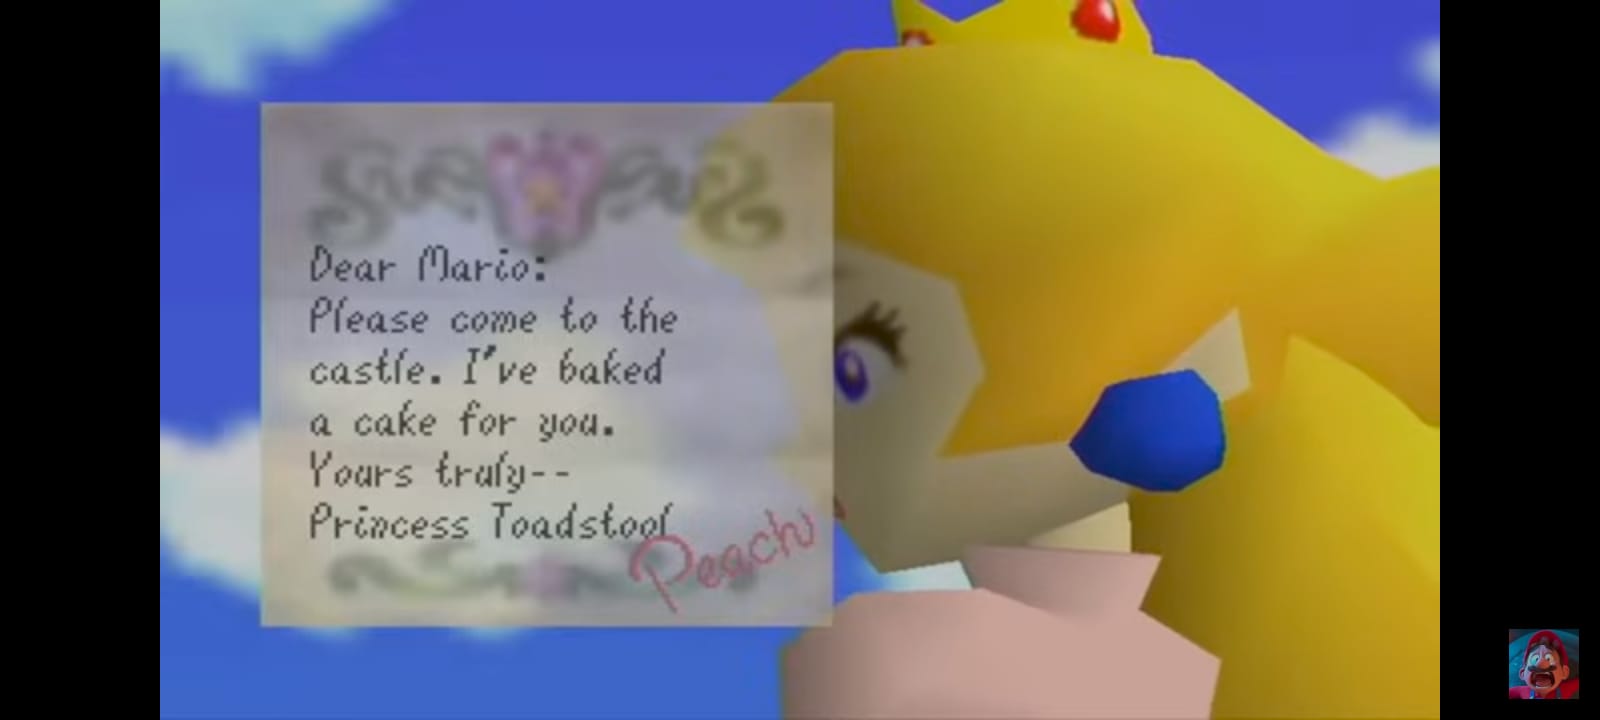 Dear Mario:
Please come to the
castle. I've baked
a cake for you.
Yours truly--
Princess Toadstool
Peach